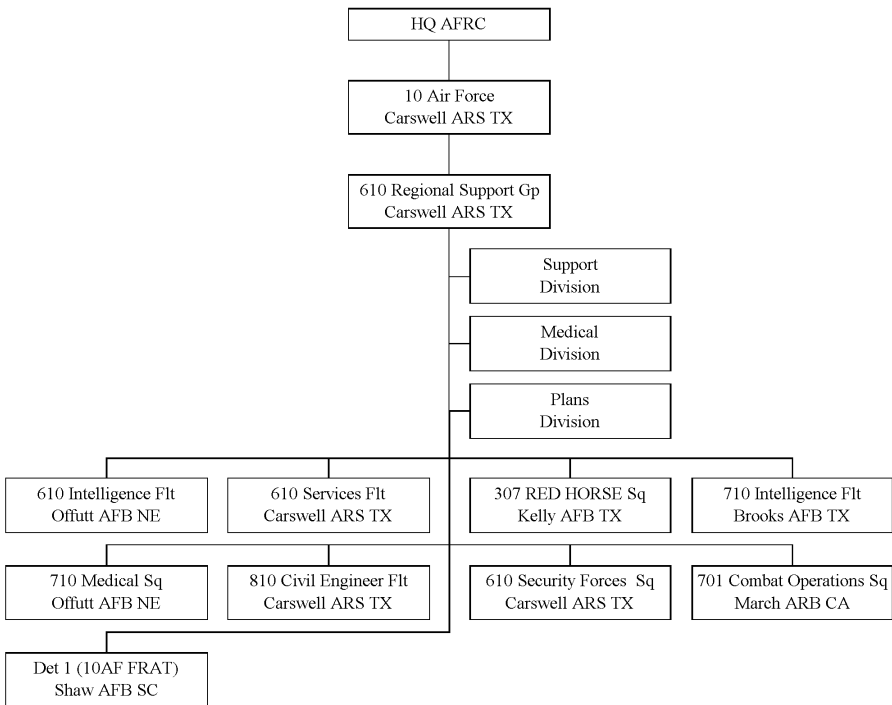 HQ AFRC
10 Air Force
Carswell ARS TX
610 Regional Support Gp
Carswell ARS TX
Support
Division
Medical
Division
Plans
Division
610 Intelligence Flt
Offutt AFB NE
610 Services Flt
Carswell ARS TX
307 RED HORSE Sq
Kelly AFB TX
710 Intelligence Flt
Brooks AFB TX
710 Medical Sq
Offutt AFB NE
810 Civil Engineer Flt
Carswell ARS TX
610 Security Forces Sq
Carswell ARS TX
701 Combat Operations Sq
March ARB CA
Det 1 (10AF FRAT)
Shaw AFB SC